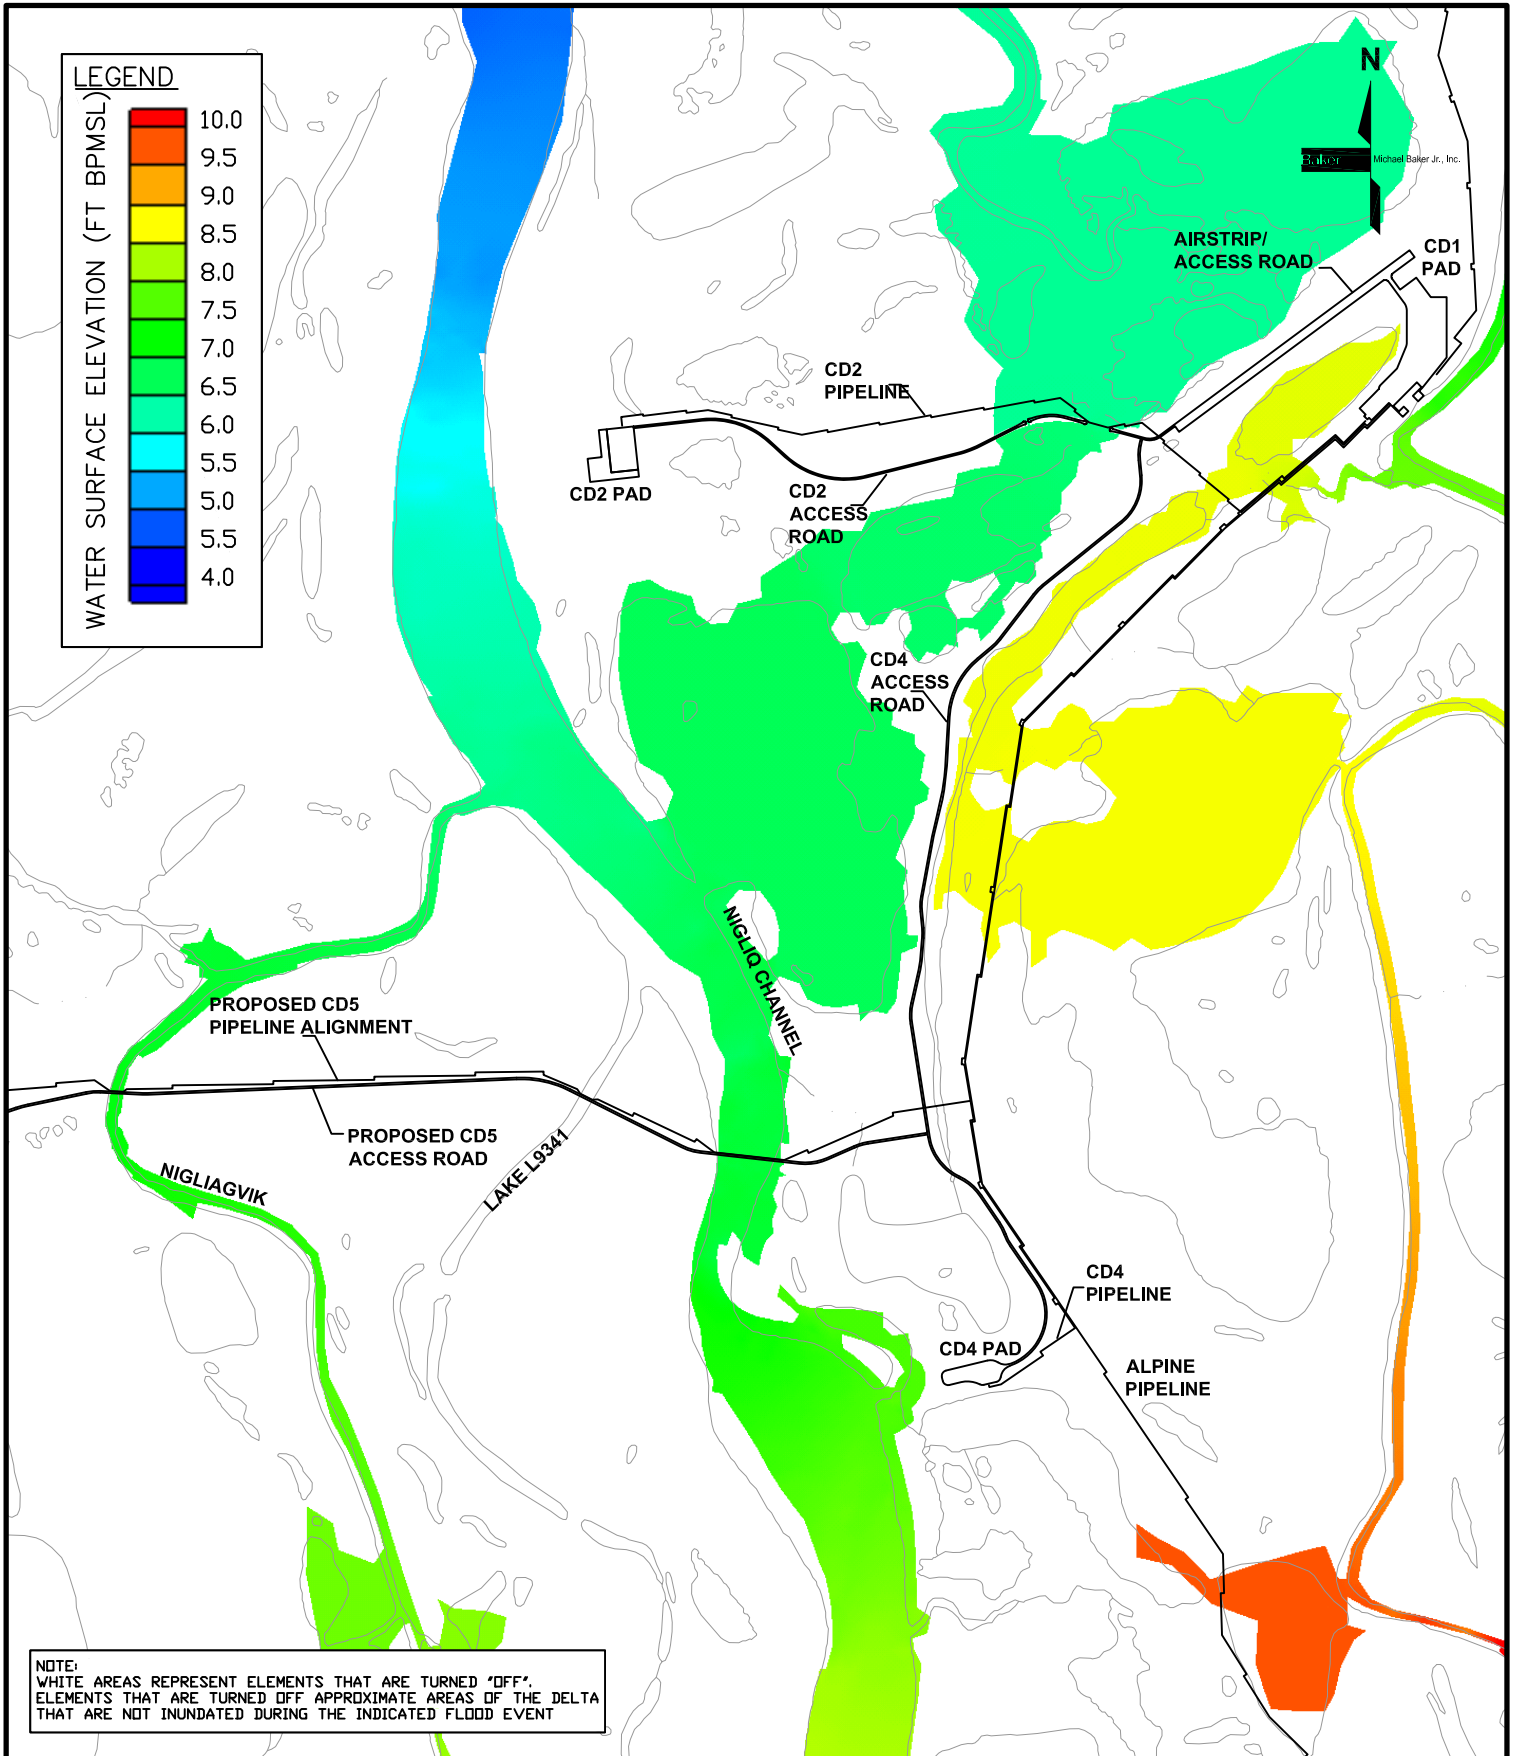 LEGEND
WATER SURFACE ELEVATION (FT BPMSL)
10.0
9.5
9.0
8.5
8.0
7.5
7.0
6.5
6.0
5.5
5.0
5.5
4.0
N
Baker
Michael Baker Jr., Inc.
AIRSTRIP/
ACCESS ROAD
CD1
PAD
CD2
PIPELINE
CD2 PAD
CD2
ACCESS
ROAD
CD4
ACCESS
ROAD
NIGLIQ CHANNEL
PROPOSED CD5
PIPELINE ALIGNMENT
PROPOSED CD5
ACCESS ROAD
LAKE L9341
NIGLIAGVIK
CD4
PIPELINE
CD4 PAD
ALPINE
PIPELINE
NOTE:
WHITE AREAS REPRESENT ELEMENTS THAT ARE TURNED "OFF".
ELEMENTS THAT ARE TURNED OFF APPROXIMATE AREAS OF THE DELTA
THAT ARE NOT INUNDATED DURING THE INDICATED FLOOD EVENT